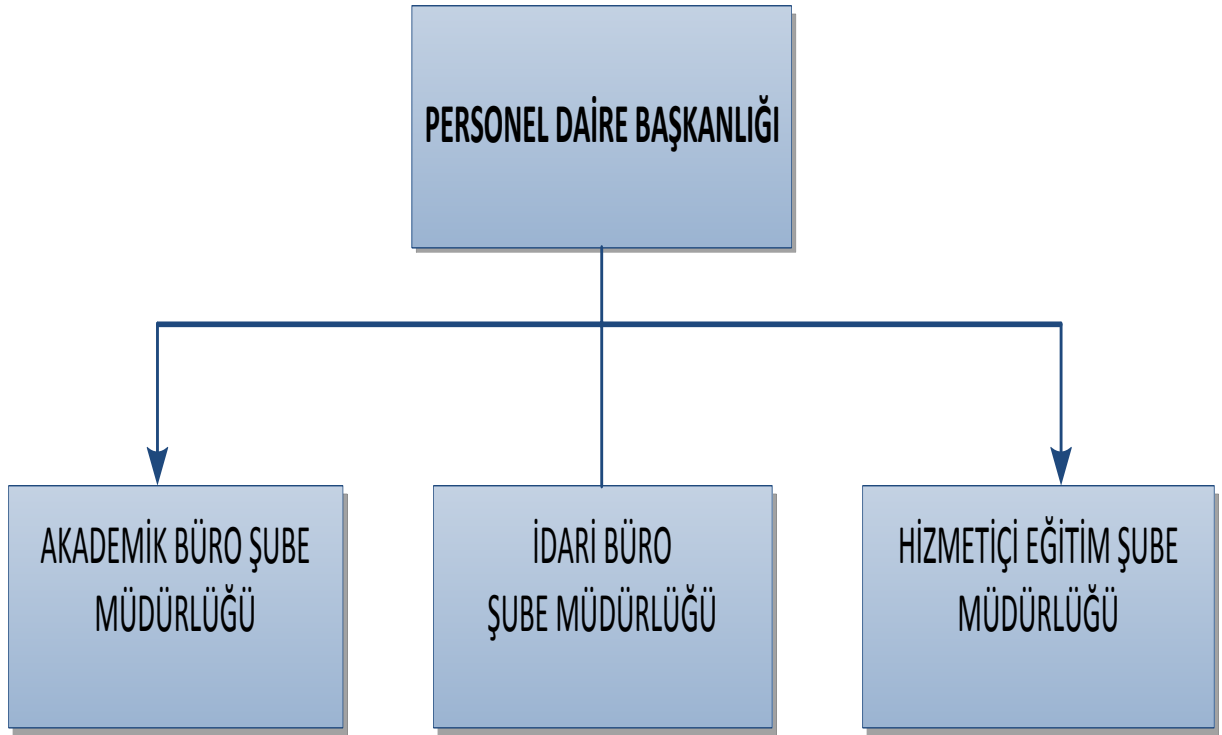 PERSONEL DAİRE BAŞKANLIĞI
AKADEMİK BÜRO ŞUBE
MÜDÜRLÜĞÜ
İDARİ BÜRO
ŞUBE MÜDÜRLÜĞÜ
HİZMETİÇİ EĞİTİM ŞUBE
MÜDÜRLÜĞÜ